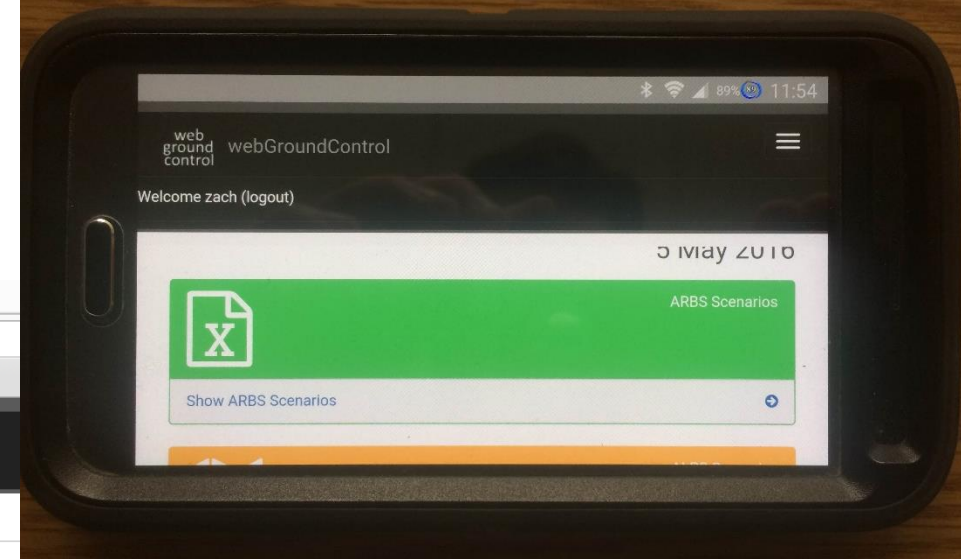 89% 11:54
web
ground
control
webGroundControl
Welcome zach (logout)
5 May 2016
ARBS Scenarios
X
Show ARBS Scenarios